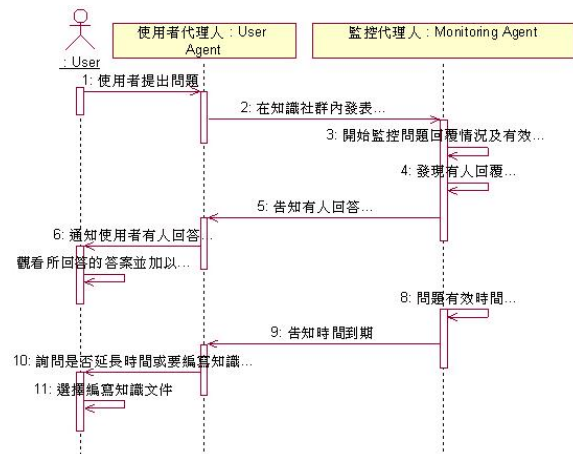 使用者代理人 : User
Agent
監控代理人 : Monitoring Agent
: User
1: 使用者提出問題
2: 在知識社群內發表...
3: 開始監控問題回覆情況及有效...
4: 發現有人回覆...
5: 告知有人回答...
6: 通知使用者有人回答...
觀看所回答的答案並加以...
8: 問題有效時間...
9: 告知時間到期
10: 詢問是否延長時間或要編寫知識...
11: 選擇編寫知識文件